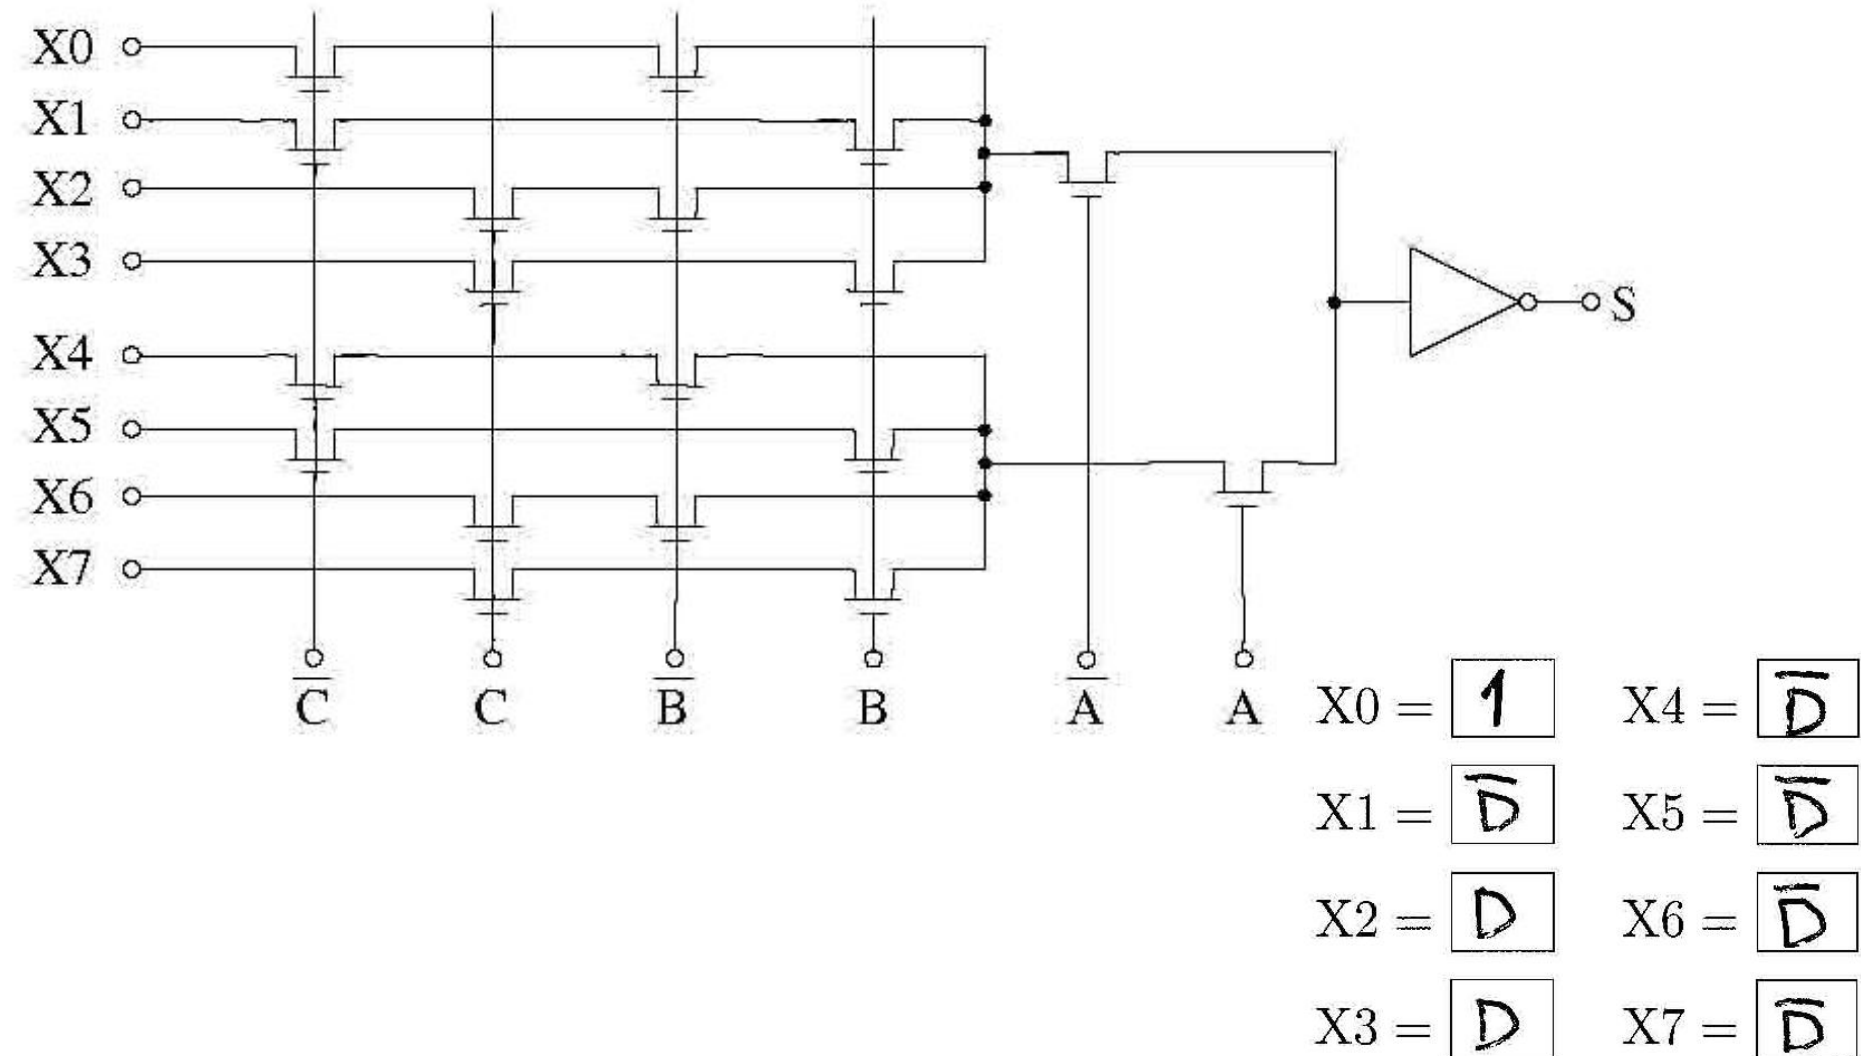 X0
X1
X2
X3
S
X4
X5
X6
X7
C̅ C B̅ B A̅ A
X0 = 1 X4 = D̅
X1 = D̅ X5 = D̅
X2 = D X6 = D̅
X3 = D X7 = D̅